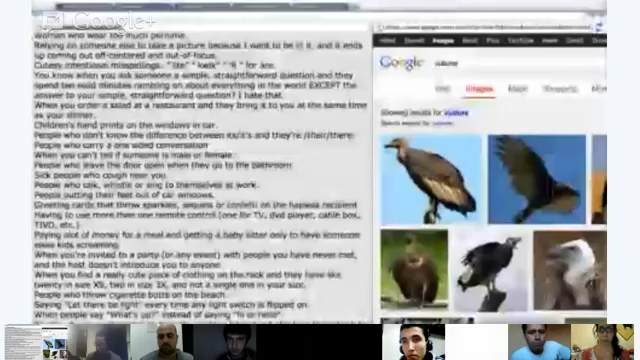 Google+
Woman who wear too much perfume.
Relying on someone else to take a picture because I want to be in it, and it ends
up coming out off-centered and out-of-focus.
Cutesy intentional misspellings. "lite" "kwik" "R" for are.
You know when you ask someone a simple, straightforward question and they
spend ten solid minutes rambling on about everything in the world EXCEPT the
answer to your simple, straightforward question? I hate that.
When you order a salad at a restaurant and they bring it to you at the same time
as your dinner.
Children's hand prints on the windows in car.
People who don't know the difference between its/it's and they're/their/there.
People who carry a one sided conversation
When you can't tell if someone is male or female.
People who leave the door open when they go to the bathroom.
Sick people who cough near you.
People who talk, whistle or sing to themselves at work.
People putting their feet out of car windows.
Greeting cards that throw sparkles, sequins or confetti on the hapless recipient
Having to use more than one remote control (one for TV, dvd player, cable box,
TIVO, etc.)
Paying alot of money for a meal and getting a baby sitter only to have someone
elses kids screaming.
When you're invited to a party (or any event) with people you have never met,
and the host doesn't introduce you to anyone
When you find a really cute piece of clothing on the rack and they have like
twenty in size XS, two in size 3X, and not a single one in your size.
People who throw cigarette butts on the beach
Saying "Let there be light" every time any light switch is flipped on.
When people say "What's up?" instead of saying "hi or hello"
Google
Images
Maps
Shopping
Showing results for vulture